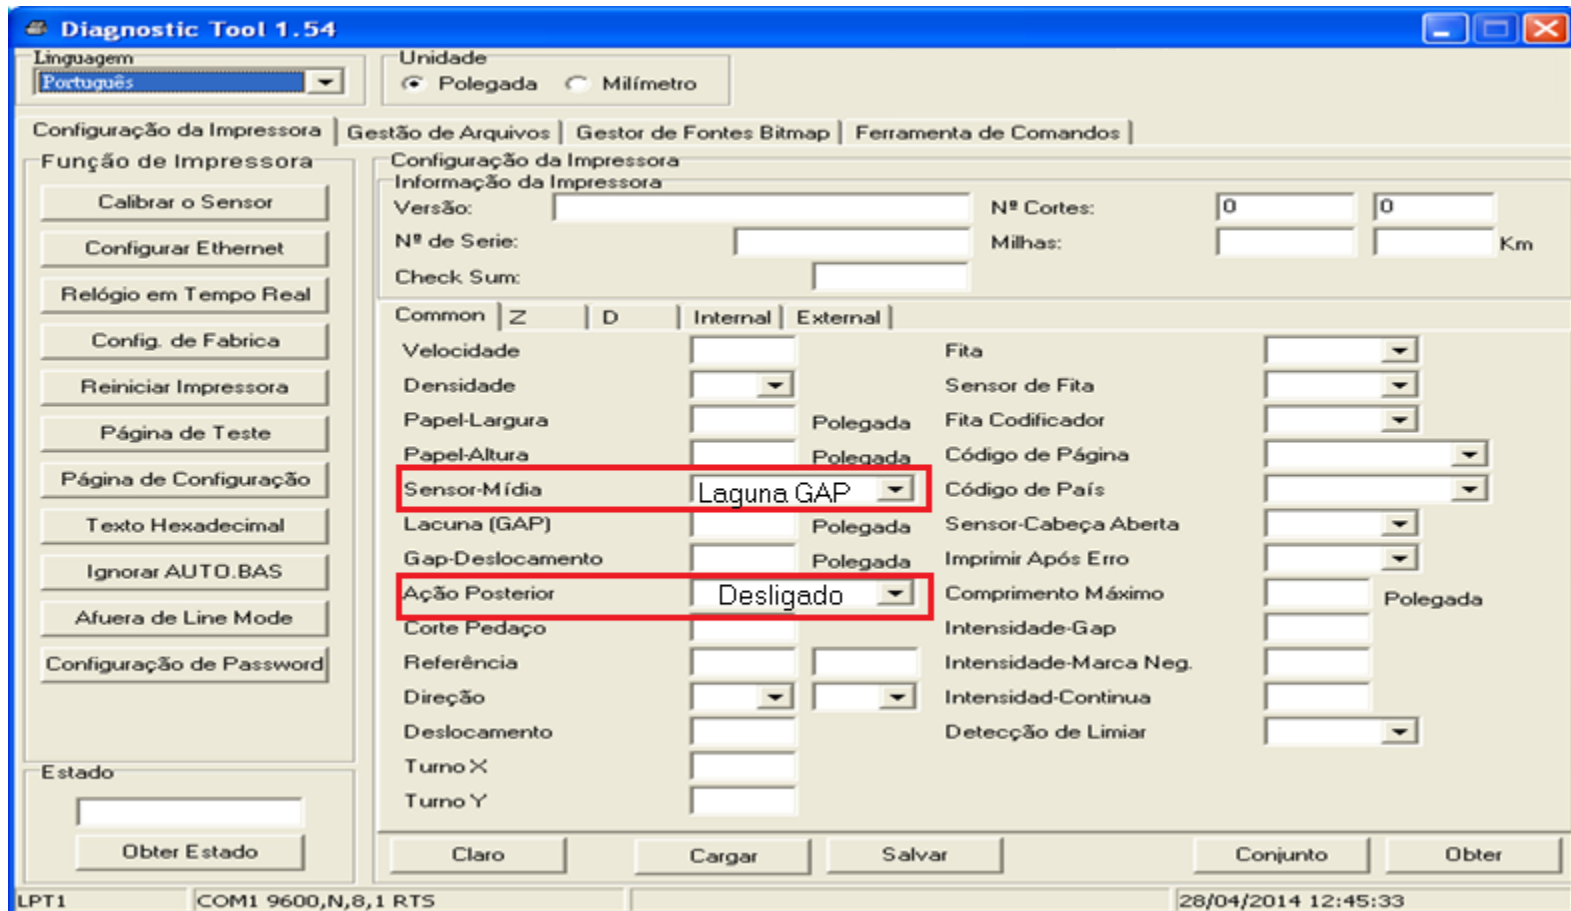 Diagnostic Tool 1.54
Linguagem
Português
Unidade
Polegada Milímetro
Configuração da Impressora Gestão de Arquivos Gestor de Fontes Bitmap Ferramenta de Comandos
Função de Impressora
Calibrar o Sensor
Configurar Ethernet
Relógio em Tempo Real
Config. de Fabrica
Reiniciar Impressora
Página de Teste
Página de Configuração
Texto Hexadecimal
Ignorar AUTO.BAS
Afuera de Line Mode
Configuração de Password
Estado
Obter Estado
Configuração da Impressora
Informação da Impressora
Versão: Nº Cortes: 0 0
Nº de Serie: Milhas: Km
Check Sum:
Common Z D Internal External
Velocidade Fita
Densidade Sensor de Fita
Papel-Largura Polegada Fita Codificador
Papel-Altura Polegada Código de Página
Sensor-Mídia Laguna GAP Código de País
Lacuna (GAP) Polegada Sensor-Cabeça Aberta
Gap-Deslocamento Polegada Imprimir Após Erro
Ação Posterior Desligado Comprimento Máximo Polegada
Corte Pedaço Intensidade-Gap
Referência Intensidade-Marca Neg.
Direção Intensidad-Continua
Deslocamento Detecção de Limiar
Turno X
Turno Y
Claro Cargar Salvar Conjunto Obter
LPT1 COM1 9600,N,8,1 RTS 28/04/2014 12:45:33